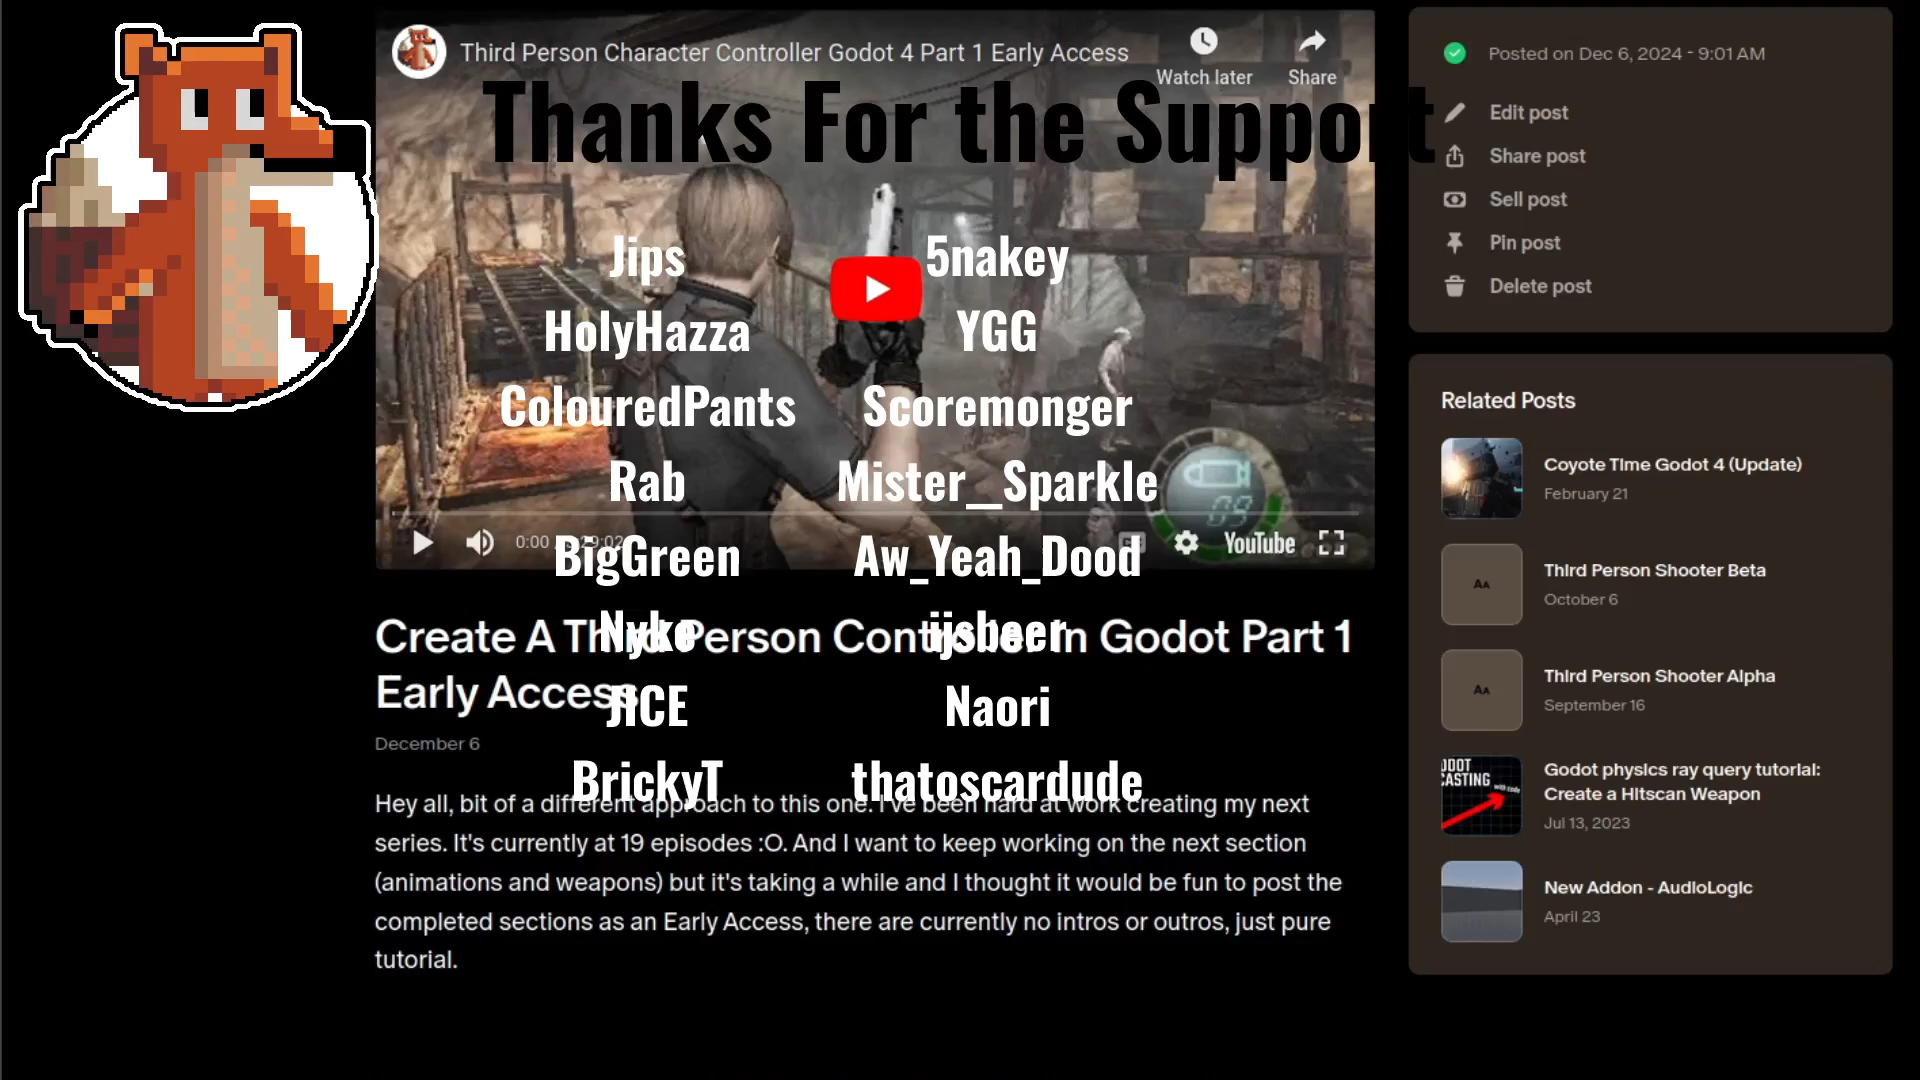 Third Person Character Controller Godot 4 Part 1 Early Access
Watch later
Share
Thanks For the Support
Jips
5nakey
HolyHazza
YGG
ColouredPants
Scoremonger
Rab
Mister__Sparkle
09
0:00
YouTube
BigGreen
Aw_Yeah_Dood
Nyke
ijsbeer
JICE
Naori
BrickyT
thatoscardude
Create A Third Person Controller In Godot Part 1
Early Access
December 6
Hey all, bit of a different approach to this one. I've been hard at work creating my next
series. It's currently at 19 episodes :O. And I want to keep working on the next section
(animations and weapons) but it's taking a while and I thought it would be fun to post the
completed sections as an Early Access, there are currently no intros or outros, just pure
tutorial.
Posted on Dec 6, 2024 - 9:01 AM
Edit post
Share post
Sell post
Pin post
Delete post
Related Posts
Coyote Time Godot 4 (Update)
February 21
AA
Third Person Shooter Beta
October 6
AA
Third Person Shooter Alpha
September 16
Godot physics ray query tutorial:
Create a Hitscan Weapon
Jul 13, 2023
New Addon - AudioLogic
April 23